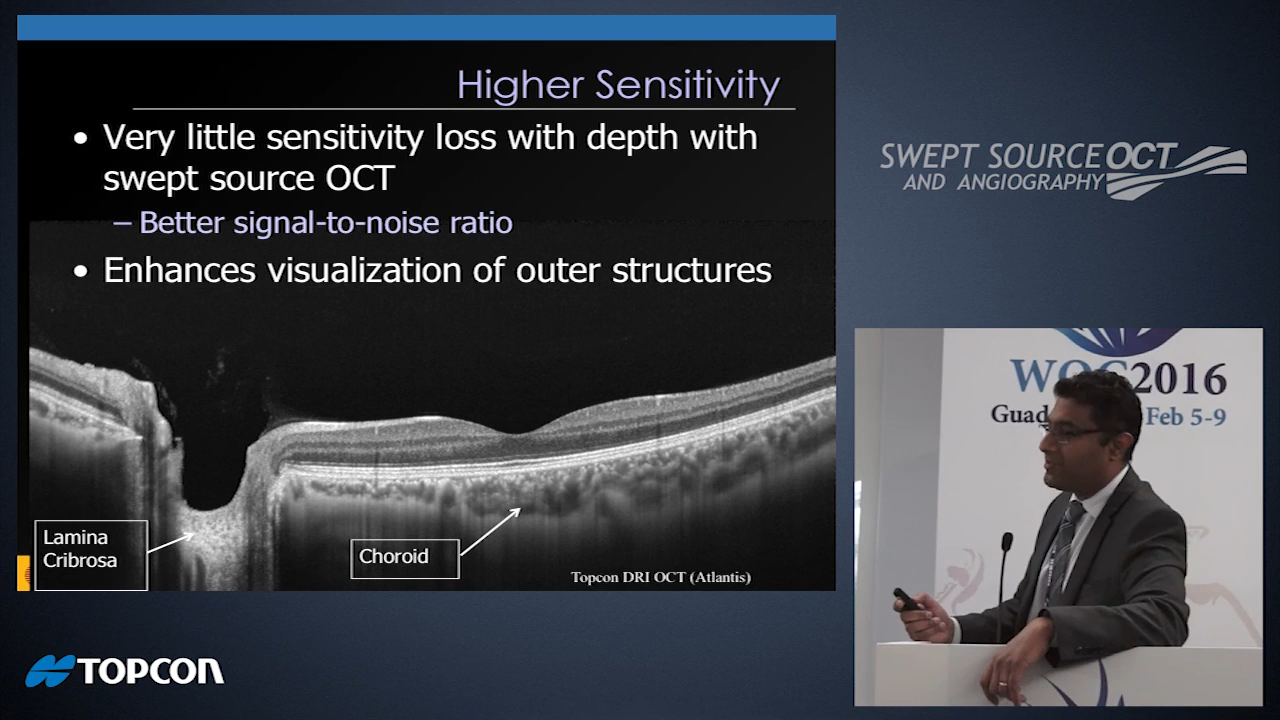 Higher Sensitivity
• Very little sensitivity loss with depth with
swept source OCT
– Better signal-to-noise ratio
• Enhances visualization of outer structures
Lamina
Cribrosa
Choroid
Topcon DRI OCT (Atlantis)
SWEPT SOURCE OCT
AND ANGIOGRAPHY
2016
Feb 5-9
TOPCON